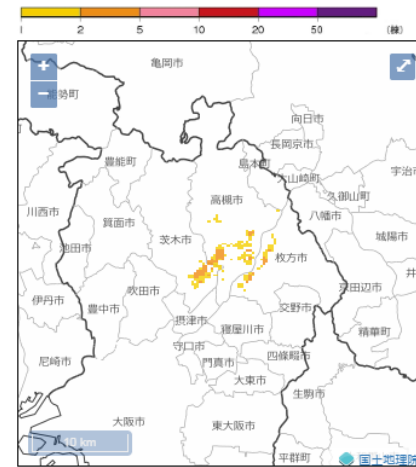 1 2 5 10 20 50 (棟)
亀岡市
+
−
能勢町
向日市
長岡京市
島本町
豊能町
大山崎町
宇治市
高槻市
久御山町
川西市
箕面市
茨木市
八幡市
城陽市
池田市
枚方市
京田辺市
井
伊丹市
豊中市
吹田市
交野市
精華町
摂津市
寝屋川市
守口市
尼崎市
門真市
四條畷市
大東市
生駒市
大阪市
東大阪市
10 km
平群町
国土地理院